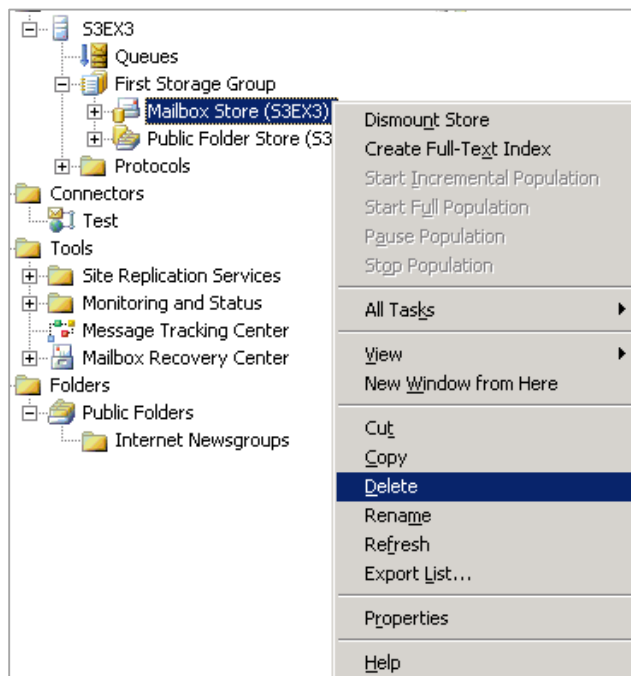 S3EX3
Queues
First Storage Group
Mailbox Store (S3EX3)
Public Folder Store (S3
Protocols
Connectors
Test
Tools
Site Replication Services
Monitoring and Status
Message Tracking Center
Mailbox Recovery Center
Folders
Public Folders
Internet Newsgroups
Dismount Store
Create Full-Text Index
Start Incremental Population
Start Full Population
Pause Population
Stop Population
All Tasks
View
New Window from Here
Cut
Copy
Delete
Rename
Refresh
Export List...
Properties
Help